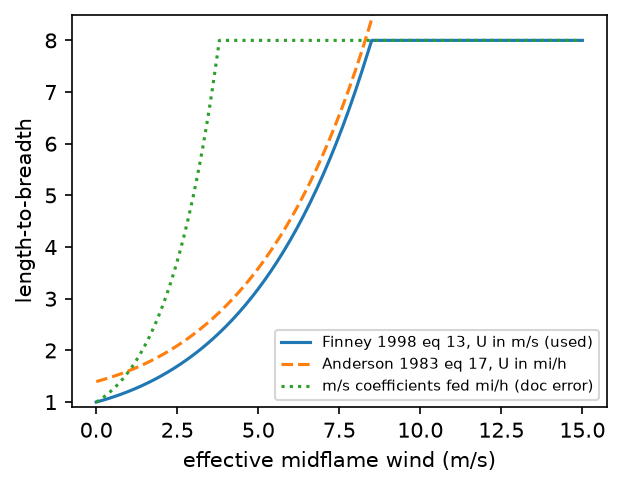 8
7
6
5
4
3
2
1
length-to-breadth
Finney 1998 eq 13, U in m/s (used)
Anderson 1983 eq 17, U in mi/h
m/s coefficients fed mi/h (doc error)
0.0 2.5 5.0 7.5 10.0 12.5 15.0
effective midflame wind (m/s)